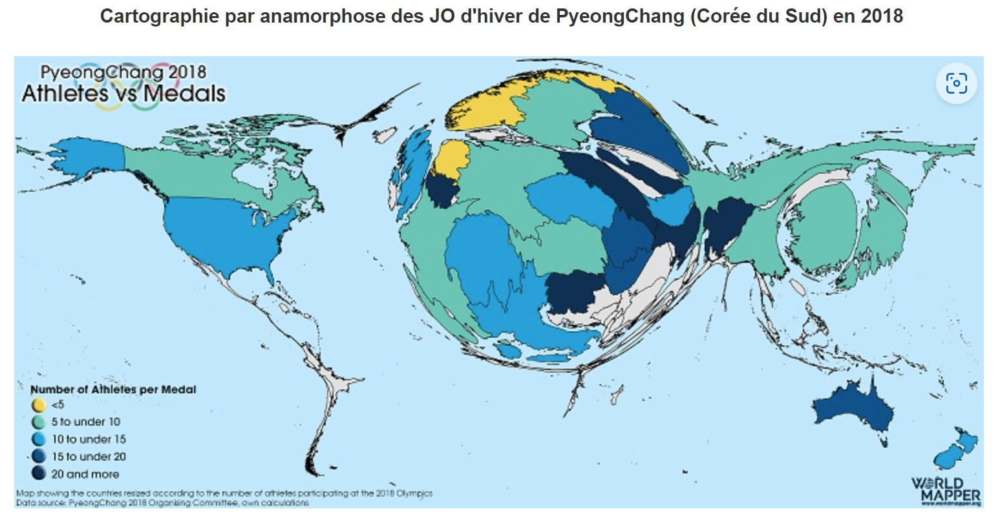 Cartographie par anamorphose des JO d'hiver de PyeongChang (Corée du Sud) en 2018
PyeongChang 2018
Athletes vs Medals
Number of Athletes per Medal
<5
5 to under 10
10 to under 15
15 to under 20
20 and more
Map showing the countries resized according to the number of athletes participating at the 2018 Olympics
Data source: PyeongChang 2018 Organising Committee, own calculations
WORLD
MAPPER
www.worldmapper.org